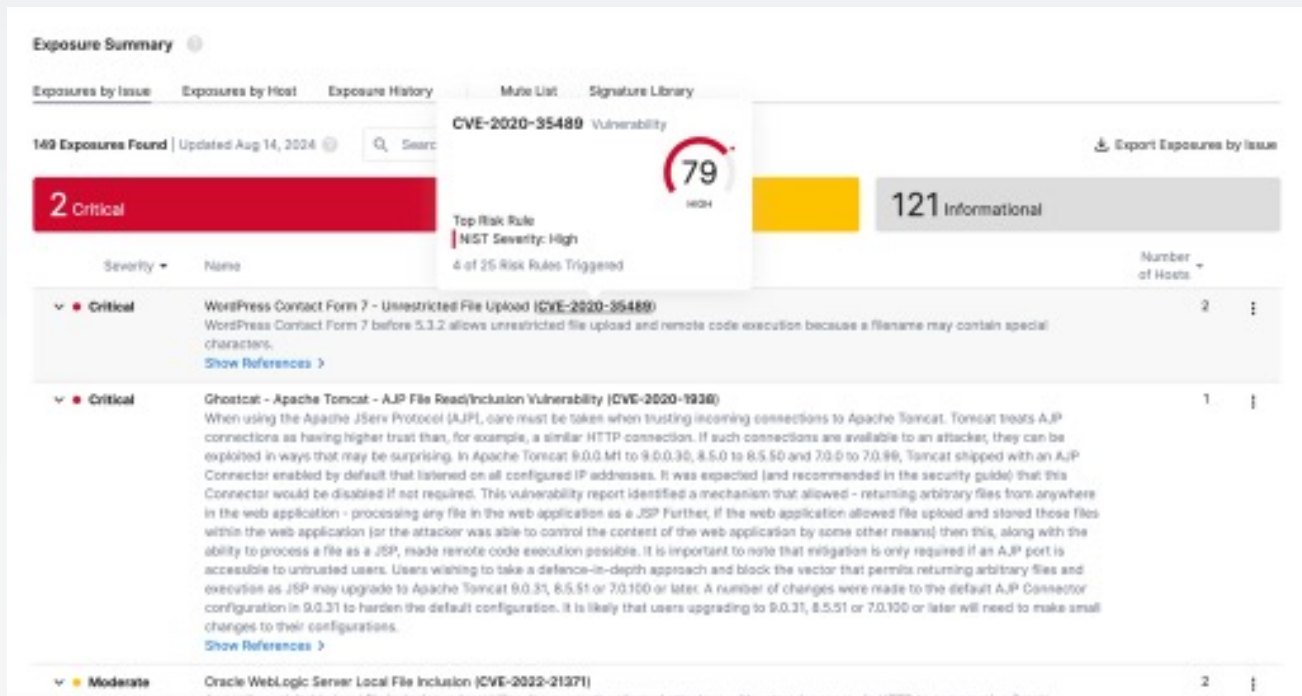 Exposure Summary
Exposures by Issue Exposures by Host Exposure History Mute List Signature Library
CVE-2020-35489 Vulnerability
149 Exposures Found | Updated Aug 14, 2024 Searc Export Exposures by Issue
79
HIGH
2 Critical 121 Informational
Top Risk Rule
NIST Severity: High
4 of 25 Risk Rules Triggered
Severity Name Number
of Hosts
Critical WordPress Contact Form 7 - Unrestricted File Upload (CVE-2020-35489) 2
WordPress Contact Form 7 before 5.3.2 allows unrestricted file upload and remote code execution because a filename may contain special
characters.
Show References >
Critical Ghostcat - Apache Tomcat - AJP File Read/Inclusion Vulnerability (CVE-2020-1938) 1
When using the Apache JServ Protocol (AJP), care must be taken when trusting incoming connections to Apache Tomcat. Tomcat treats AJP
connections as having higher trust than, for example, a similar HTTP connection. If such connections are available to an attacker, they can be
exploited in ways that may be surprising. In Apache Tomcat 9.0.0.M1 to 9.0.0.30, 8.5.0 to 8.5.50 and 7.0.0 to 7.0.99, Tomcat shipped with an AJP
Connector enabled by default that listened on all configured IP addresses. It was expected (and recommended in the security guide) that this
Connector would be disabled if not required. This vulnerability report identified a mechanism that allowed - returning arbitrary files from anywhere
in the web application - processing any file in the web application as a JSP Further, if the web application allowed file upload and stored those files
within the web application (or the attacker was able to control the content of the web application by some other means) then this, along with the
ability to process a file as a JSP, made remote code execution possible. It is important to note that mitigation is only required if an AJP port is
accessible to untrusted users. Users wishing to take a defence-in-depth approach and block the vector that permits returning arbitrary files and
execution as JSP may upgrade to Apache Tomcat 9.0.31, 8.5.51 or 7.0.100 or later. A number of changes were made to the default AJP Connector
configuration in 9.0.31 to harden the default configuration. It is likely that users upgrading to 9.0.31, 8.5.51 or 7.0.100 or later will need to make small
changes to their configurations.
Show References >
Moderate Oracle WebLogic Server Local File Inclusion (CVE-2022-21371) 2